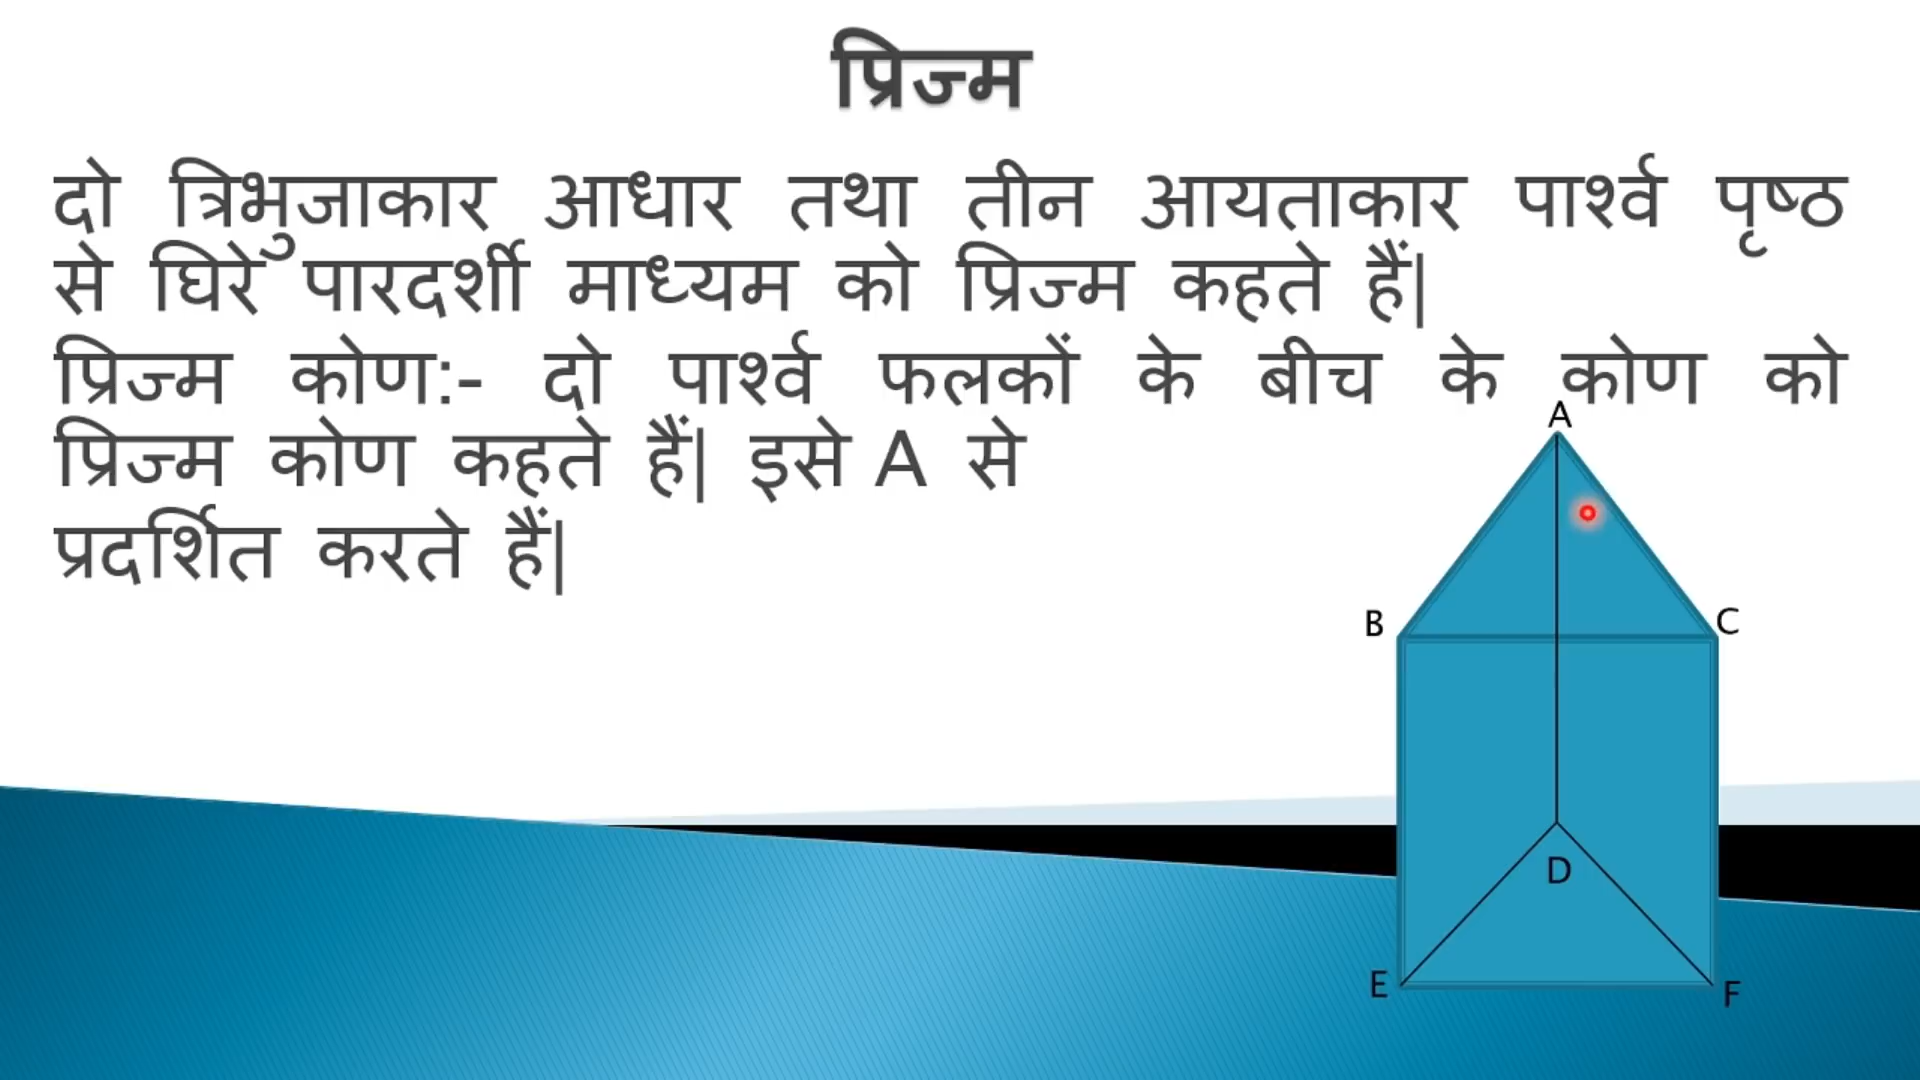 प्रिज्म
दो त्रिभुजाकार आधार तथा तीन आयताकार पार्श्व पृष्ठ
से घिरे पारदर्शी माध्यम को प्रिज्म कहते हैं|
प्रिज्म कोण:- दो पार्श्व फलकों के बीच के कोण को
प्रिज्म कोण कहते हैं| इसे A से
प्रदर्शित करते हैं|
A
B
C
D
E
F